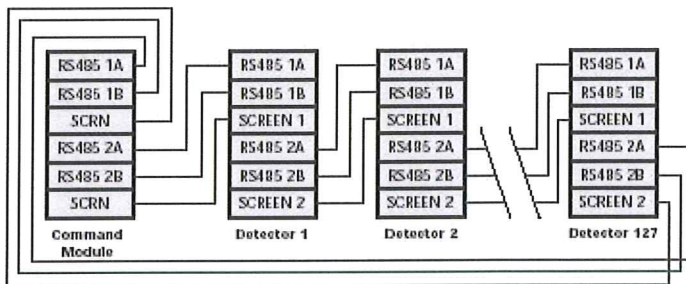 RS485 1A
RS485 1B
SCRN
RS485 2A
RS485 2B
SCRN
Command
Module
RS485 1A
RS485 1B
SCREEN 1
RS485 2A
RS485 2B
SCREEN 2
Detector 1
RS485 1A
RS485 1B
SCREEN 1
RS485 2A
RS485 2B
SCREEN 2
Detector 2
RS485 1A
RS485 1B
SCREEN 1
RS485 2A
RS485 2B
SCREEN 2
Detector 127